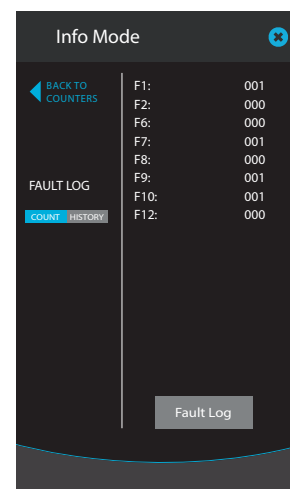 Info Mode
BACK TO
COUNTERS
FAULT LOG
COUNT HISTORY
F1: 001
F2: 000
F6: 000
F7: 001
F8: 000
F9: 001
F10: 001
F12: 000
Fault Log